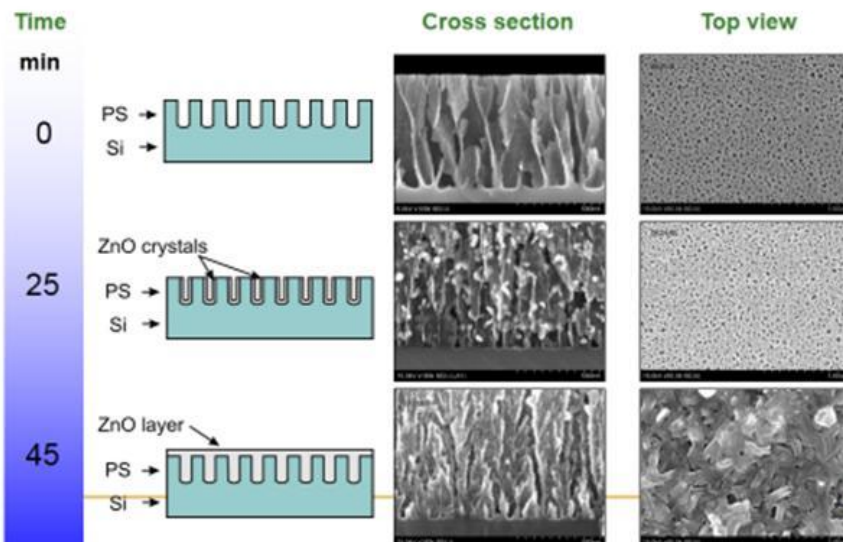 Time
Cross section
Top view
min
0
PS
Si
ZnO crystals
25
PS
Si
ZnO layer
45
PS
Si